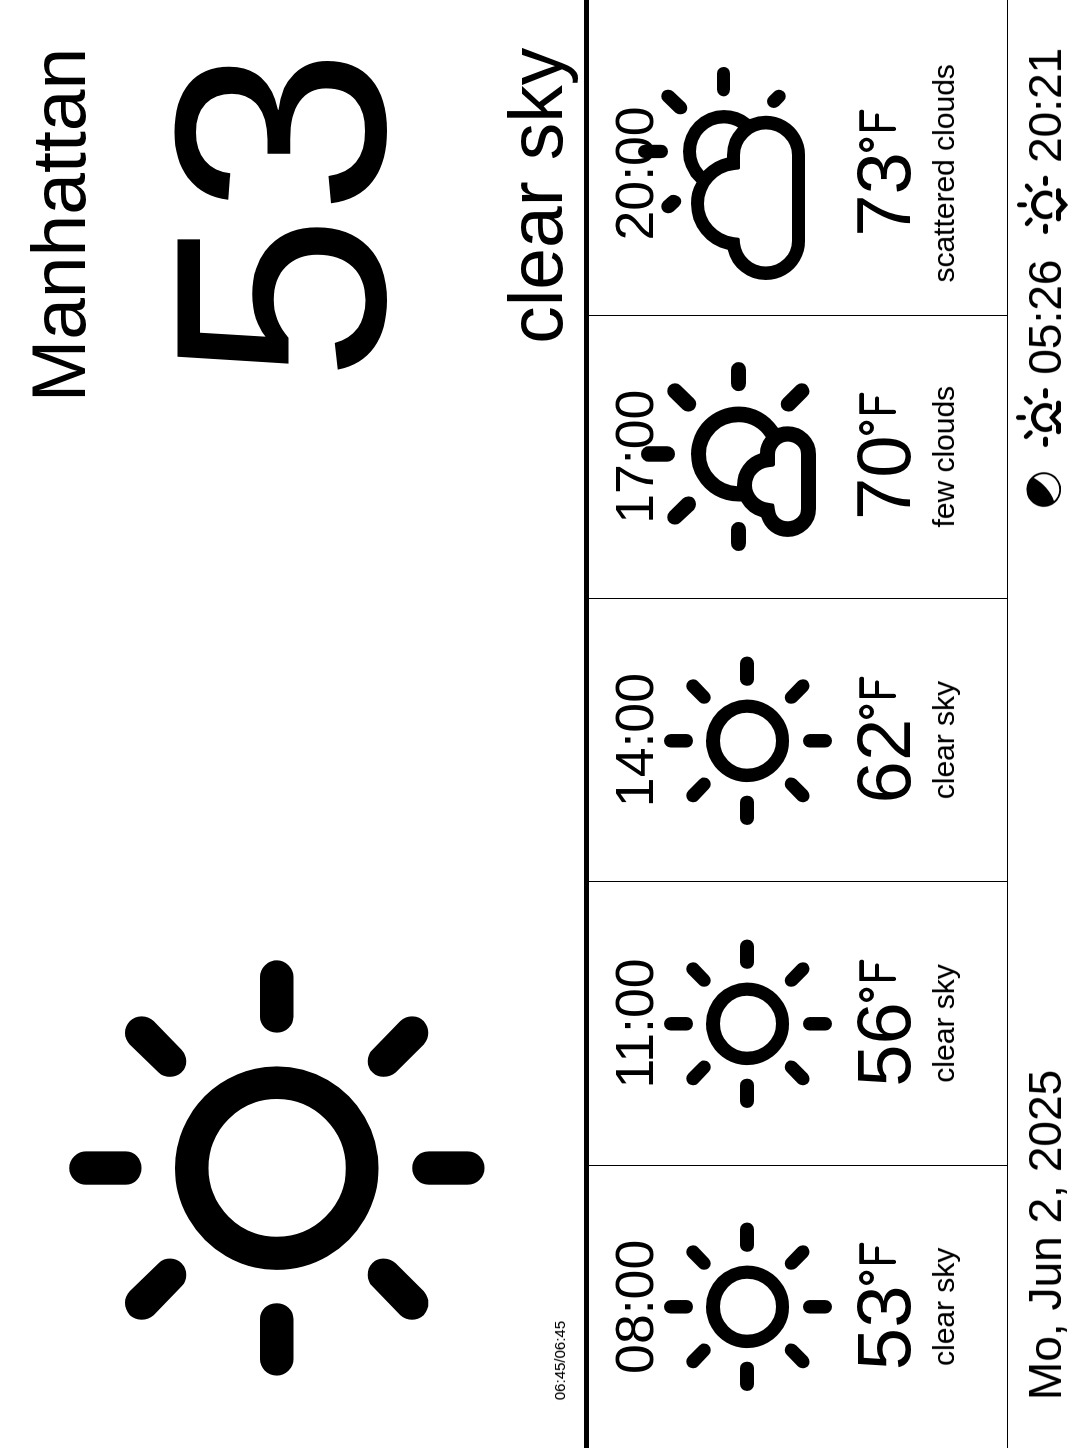 Manhattan
53
clear sky
06:45/06:45
08:00
53°F
clear sky
11:00
56°F
clear sky
14:00
62°F
clear sky
17:00
70°F
few clouds
20:00
73°F
scattered clouds
Mo, Jun 2, 2025
05:26
20:21